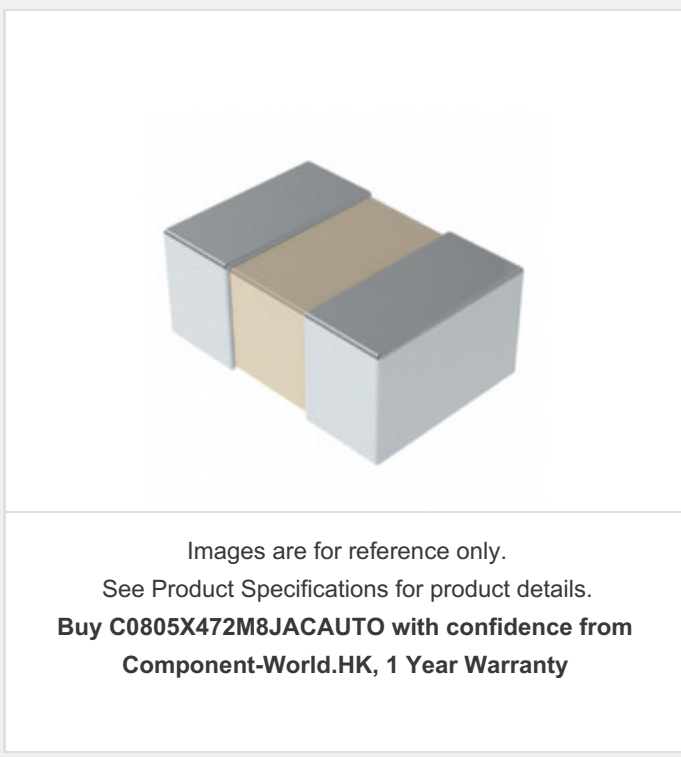 Images are for reference only.
See Product Specifications for product details.
Buy C0805X472M8JACAUTO with confidence from
Component-World.HK, 1 Year Warranty